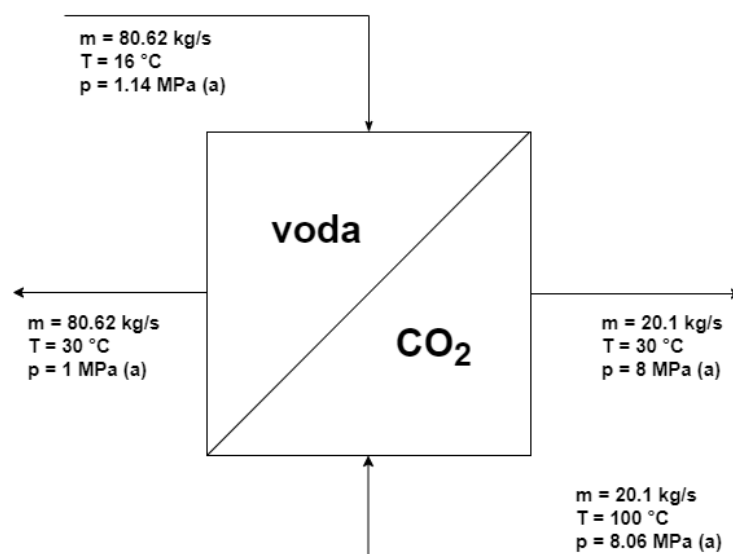 m = 80.62 kg/s
T = 16 °C
p = 1.14 MPa (a)
voda
m = 80.62 kg/s
T = 30 °C
p = 1 MPa (a)
CO₂
m = 20.1 kg/s
T = 30 °C
p = 8 MPa (a)
m = 20.1 kg/s
T = 100 °C
p = 8.06 MPa (a)